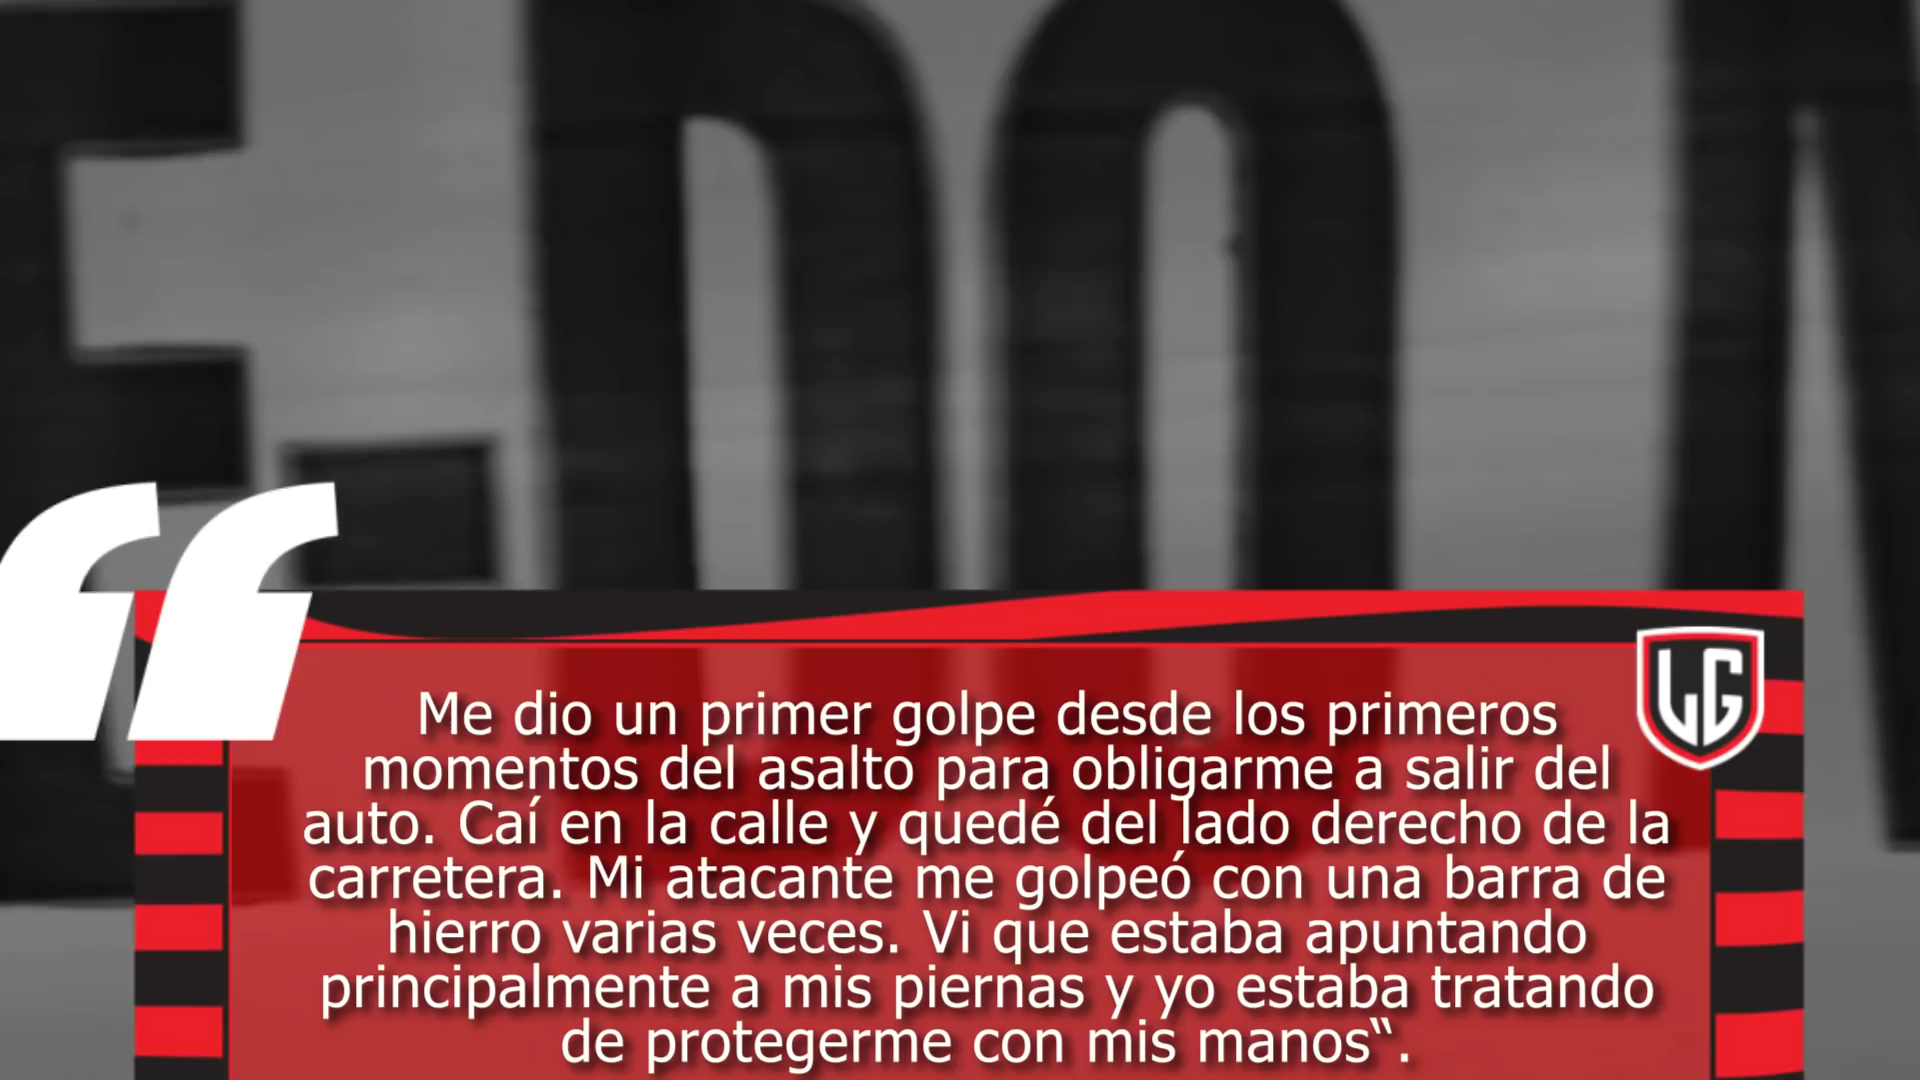 E-DO
“
LG
Me dio un primer golpe desde los primeros
momentos del asalto para obligarme a salir del
auto. Caí en la calle y quedé del lado derecho de la
carretera. Mi atacante me golpeó con una barra de
hierro varias veces. Vi que estaba apuntando
principalmente a mis piernas y yo estaba tratando
de protegerme con mis manos“.